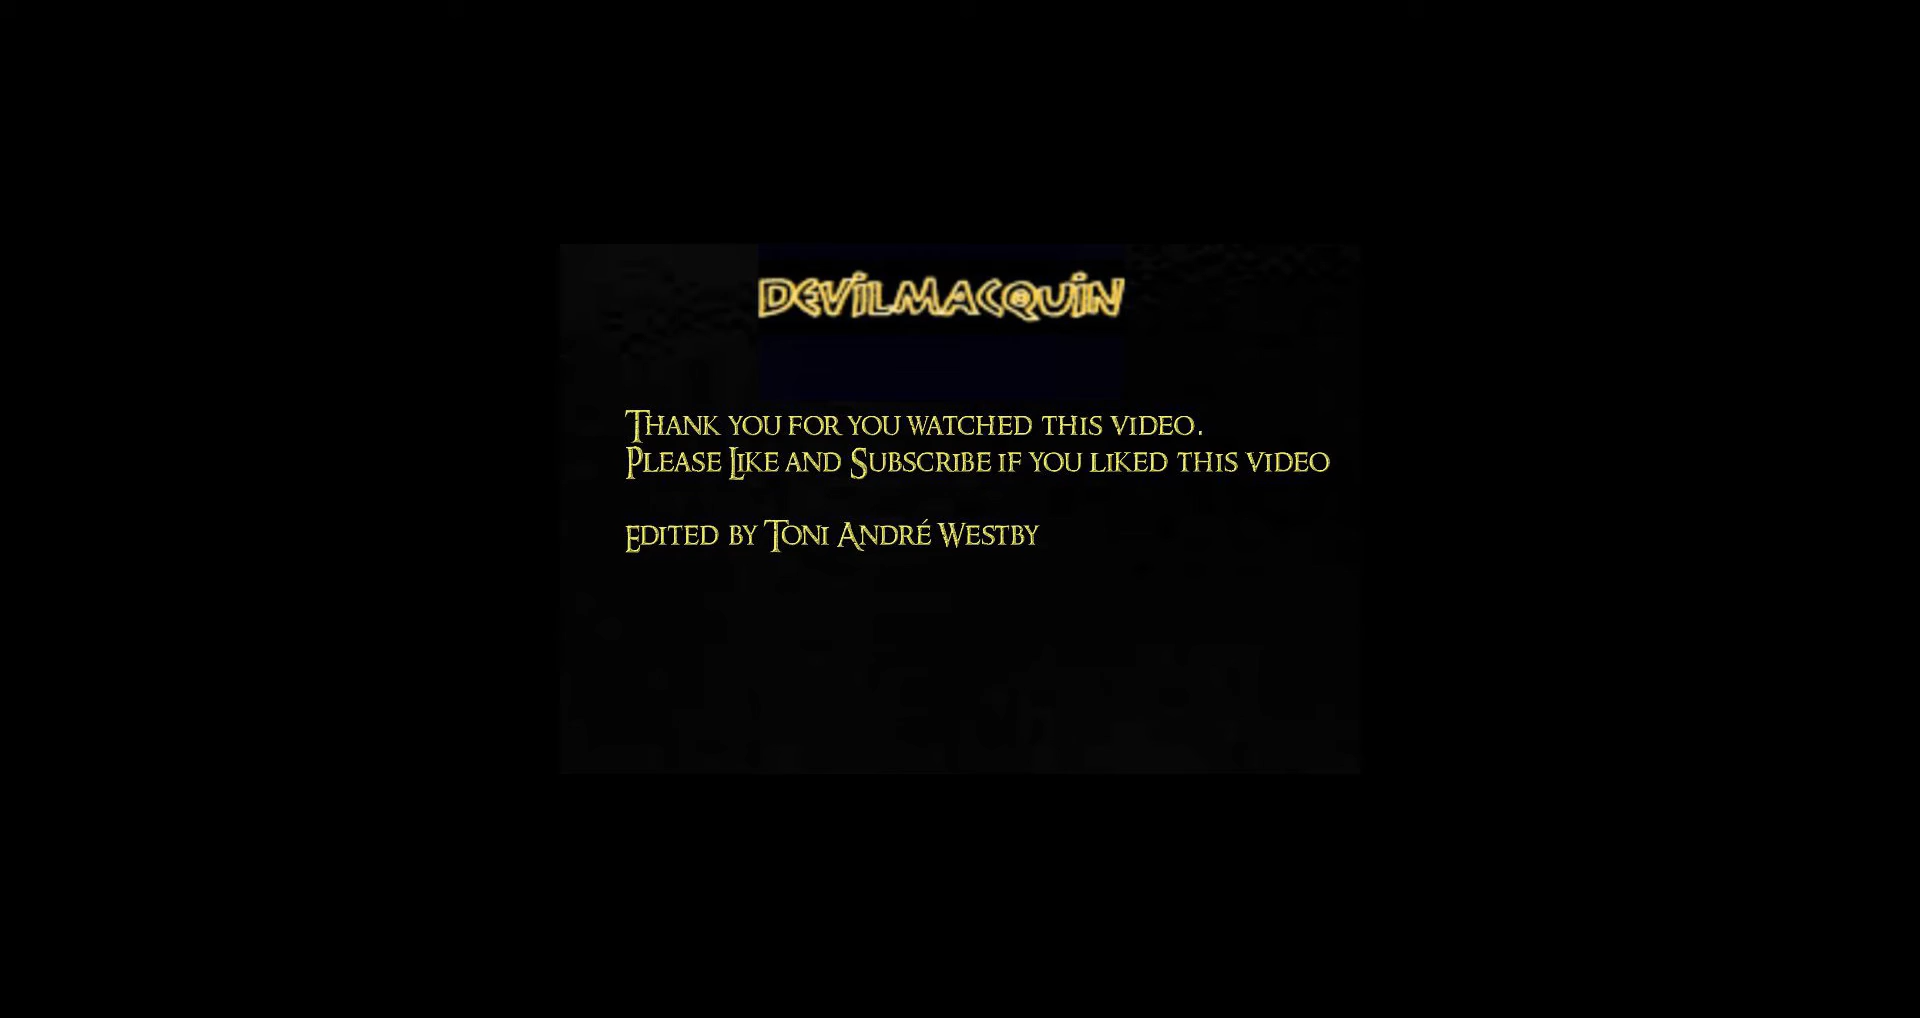 DEViLMACQUiN
Thank you for you watched this video.
Please Like and Subscribe if you liked this video
Edited by Toni André Westby